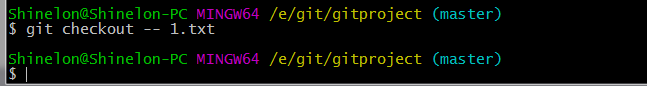 Shinelon@Shinelon-PC MINGW64 /e/git/gitproject (master)
$ git checkout -- 1.txt
Shinelon@Shinelon-PC MINGW64 /e/git/gitproject (master)
$